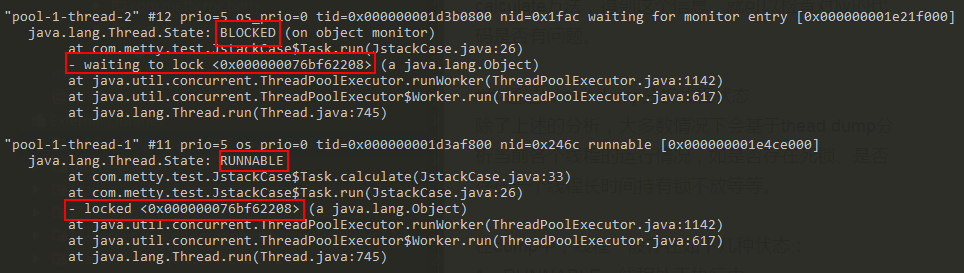 "pool-1-thread-2" #12 prio=5 os_prio=0 tid=0x000000001d3b0800 nid=0x1fac waiting for monitor entry [0x000000001e21f000]
java.lang.Thread.State: BLOCKED (on object monitor)
at com.metty.test.JstackCase$Task.run(JstackCase.java:26)
- waiting to lock <0x000000076bf62208> (a java.lang.Object)
at java.util.concurrent.ThreadPoolExecutor.runWorker(ThreadPoolExecutor.java:1142)
at java.util.concurrent.ThreadPoolExecutor$Worker.run(ThreadPoolExecutor.java:617)
at java.lang.Thread.run(Thread.java:745)
"pool-1-thread-1" #11 prio=5 os_prio=0 tid=0x000000001d3af800 nid=0x246c runnable [0x000000001e4ce000]
java.lang.Thread.State: RUNNABLE
at com.metty.test.JstackCase$Task.calculate(JstackCase.java:33)
at com.metty.test.JstackCase$Task.run(JstackCase.java:26)
- locked <0x000000076bf62208> (a java.lang.Object)
at java.util.concurrent.ThreadPoolExecutor.runWorker(ThreadPoolExecutor.java:1142)
at java.util.concurrent.ThreadPoolExecutor$Worker.run(ThreadPoolExecutor.java:617)
at java.lang.Thread.run(Thread.java:745)